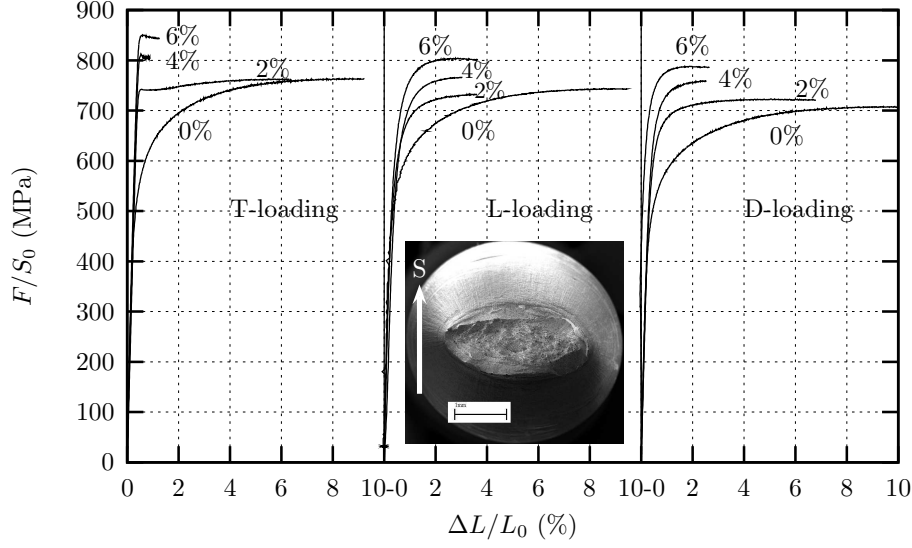 900
800
700
600
500
400
300
200
100
0
F/S₀ (MPa)
6%
4%
2%
0%
T-loading
6%
4%
2%
0%
L-loading
6%
4%
2%
0%
D-loading
S
1mm
0 2 4 6 8 10-0 2 4 6 8 10-0 2 4 6 8 10
ΔL/L₀ (%)